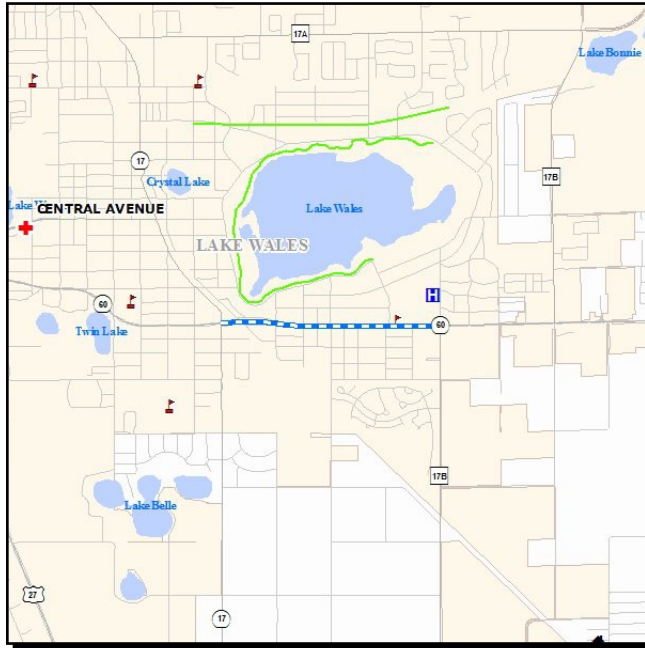 17A
Lake Bonnie
17
17B
Crystal Lake
Lake W
CENTRAL AVENUE
Lake Wales
LAKE WALES
H
60
60
Twin Lake
17B
Lake Belle
27
17